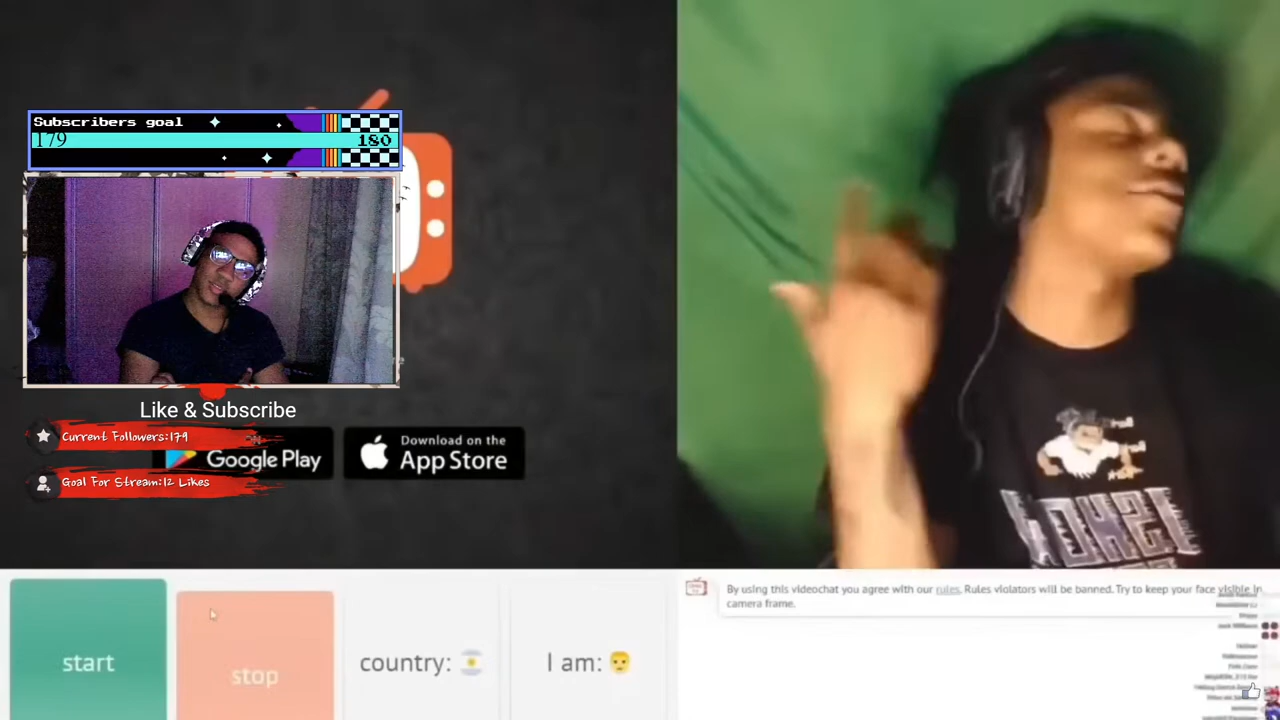 Subscribers goal
179
180
Like & Subscribe
Current Followers:179
Goal For Stream:12 Likes
Google Play
Download on the
App Store
start
stop
country:
I am:
By using this videochat you agree with our rules. Rules violators will be banned. Try to keep your face visible in
camera frame.